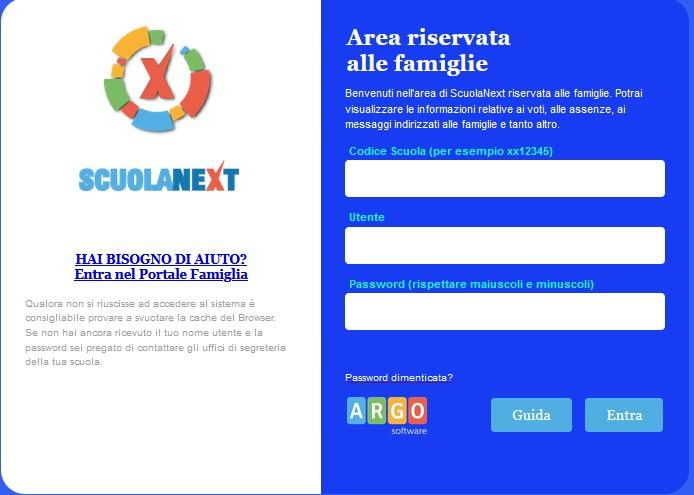 SCUOLANEXT
HAI BISOGNO DI AIUTO?
Entra nel Portale Famiglia
Qualora non si riuscisse ad accedere al sistema è
consigliabile provare a svuotare la cache del Browser.
Se non hai ancora ricevuto il tuo nome utente e la
password sei pregato di contattare gli uffici di segreteria
della tua scuola.
Area riservata
alle famiglie
Benvenuti nell'area di ScuolaNext riservata alle famiglie. Potrai
visualizzare le informazioni relative ai voti, alle assenze, ai
messaggi indirizzati alle famiglie e tanto altro.
Codice Scuola (per esempio xx12345)
Utente
Password (rispettare maiuscoli e minuscoli)
Password dimenticata?
ARGO
software
Guida
Entra